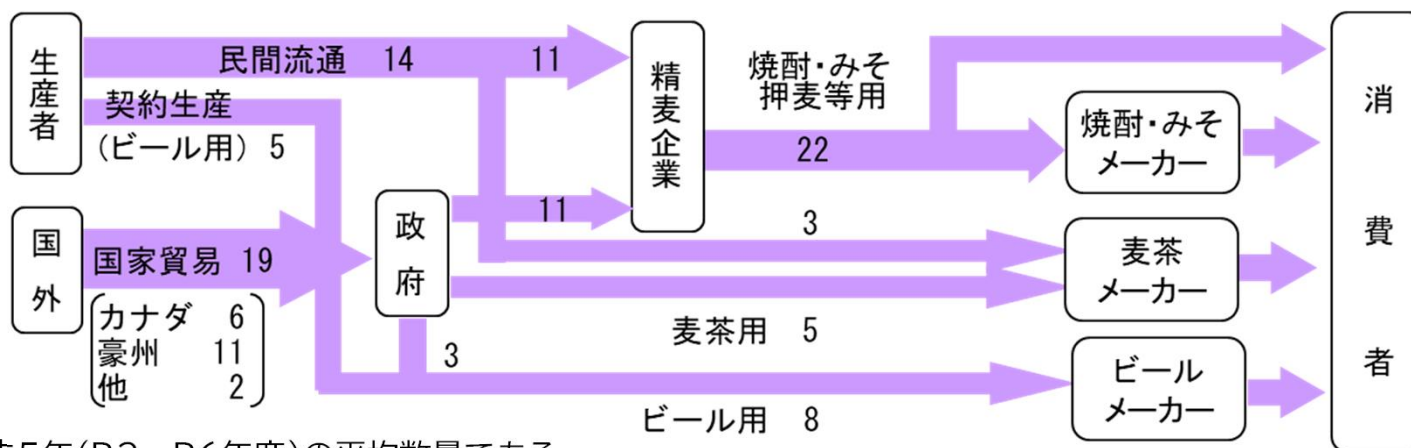 生産者
民間流通 14
11
契約生産
(ビール用) 5
国外
国家貿易 19
カナダ 6
豪州 11
他 2
政府
11
3
精麦企業
焼酎・みそ
押麦等用
22
3
麦茶用 5
ビール用 8
焼酎・みそ
メーカー
麦茶
メーカー
ビール
メーカー
消費者